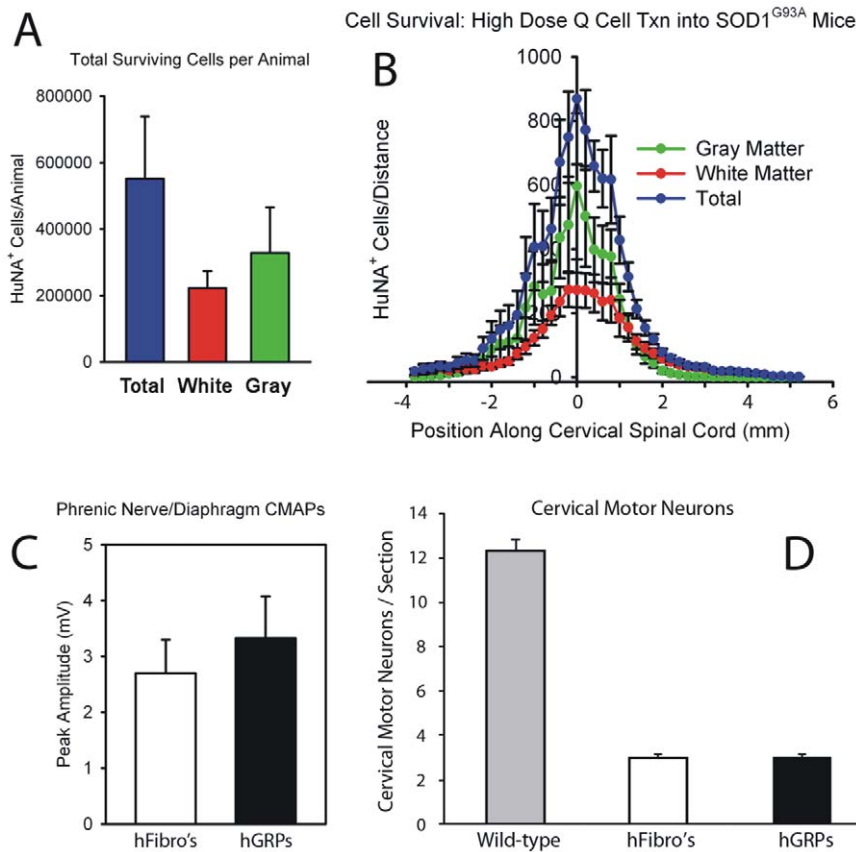 A
Total Surviving Cells per Animal
HuNA+ Cells/Animal
800000
600000
400000
200000
0
Total White Gray
Cell Survival: High Dose Q Cell Txn into SOD1G93A Mice
B
HuNA+ Cells/Distance
1000
800
600
200
0
Gray Matter
White Matter
Total
-4 -2 0 2 4 6
Position Along Cervical Spinal Cord (mm)
C
Phrenic Nerve/Diaphragm CMAPs
Peak Amplitude (mV)
5
4
3
2
1
0
hFibro's hGRPs
Cervical Motor Neurons
D
Cervical Motor Neurons / Section
14
12
10
8
6
4
2
0
Wild-type hFibro's hGRPs